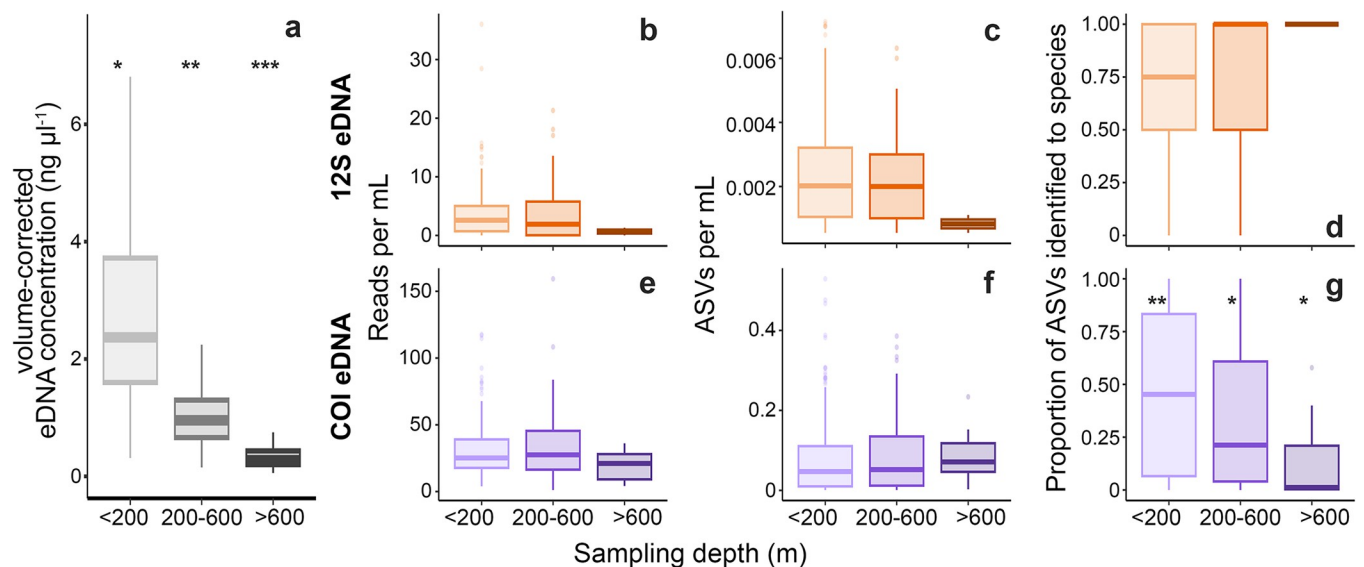 a
* ** ***
volume-corrected
eDNA concentration (ng µl-1)
6
4
2
0
<200 200-600 >600
12S eDNA
COI eDNA
b
Reads per mL
30
20
10
0
c
ASVs per mL
0.006
0.004
0.002
d
Proportion of ASVs identified to species
1.00
0.75
0.50
0.25
0
e
150
100
50
0
<200 200-600 >600
f
0.4
0.2
0
<200 200-600 >600
g
** * *
1.00
0.75
0.50
0.25
0
<200 200-600 >600
Sampling depth (m)